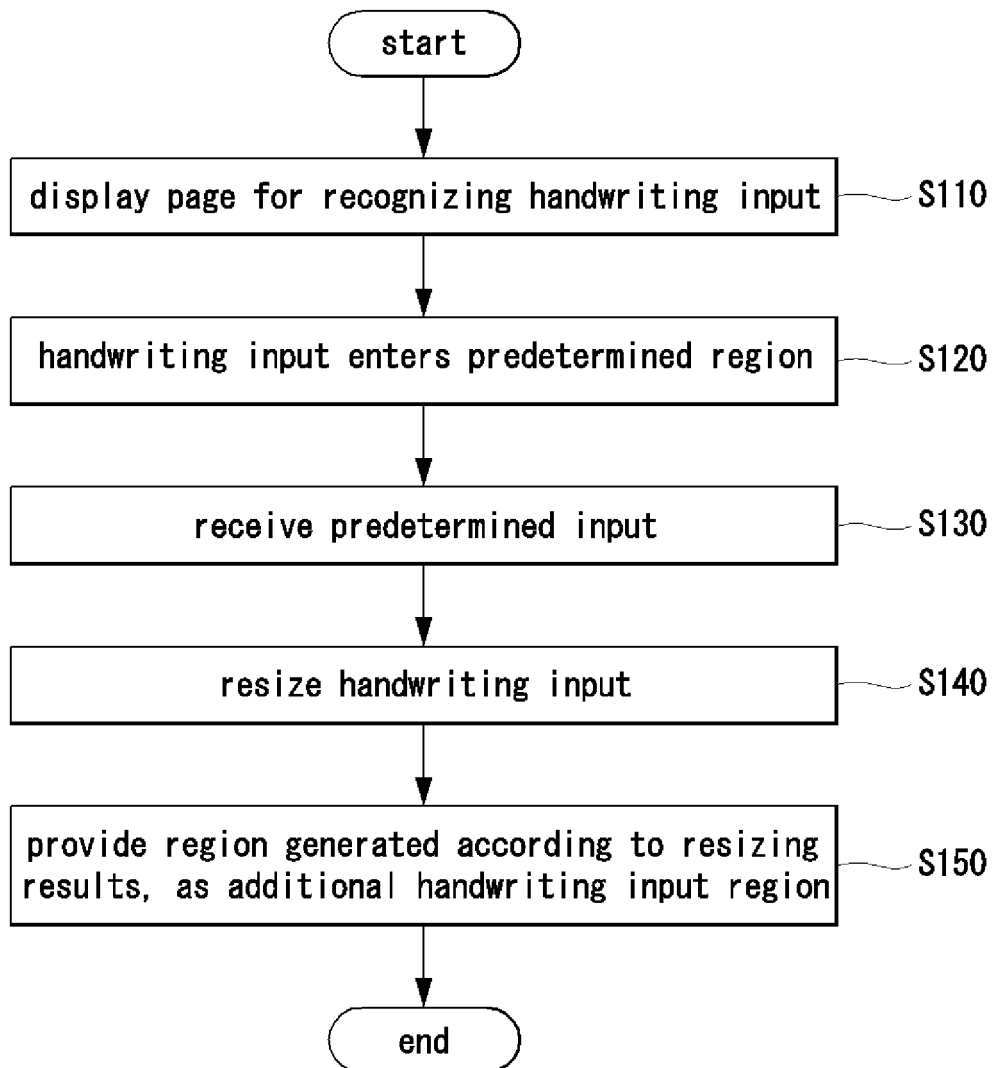 start
display page for recognizing handwriting input
S110
handwriting input enters predetermined region
S120
receive predetermined input
S130
resize handwriting input
S140
provide region generated according to resizing
results, as additional handwriting input region
S150
end